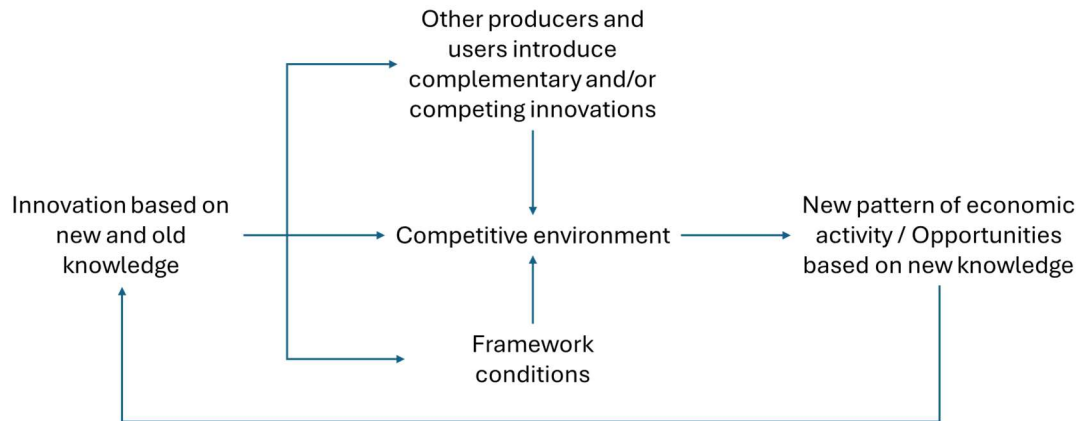 Other producers and
users introduce
complementary and/or
competing innovations
Innovation based on
new and old
knowledge
Competitive environment
New pattern of economic
activity / Opportunities
based on new knowledge
Framework
conditions